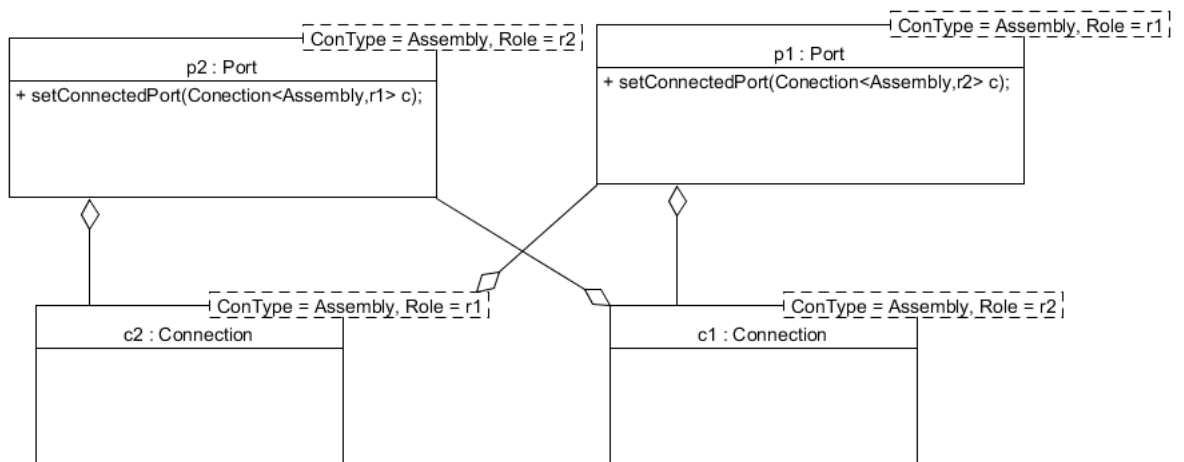 ConType = Assembly, Role = r2
p2 : Port
+ setConnectedPort(Conection<Assembly,r1> c);
ConType = Assembly, Role = r1
p1 : Port
+ setConnectedPort(Conection<Assembly,r2> c);
ConType = Assembly, Role = r1
c2 : Connection
ConType = Assembly, Role = r2
c1 : Connection